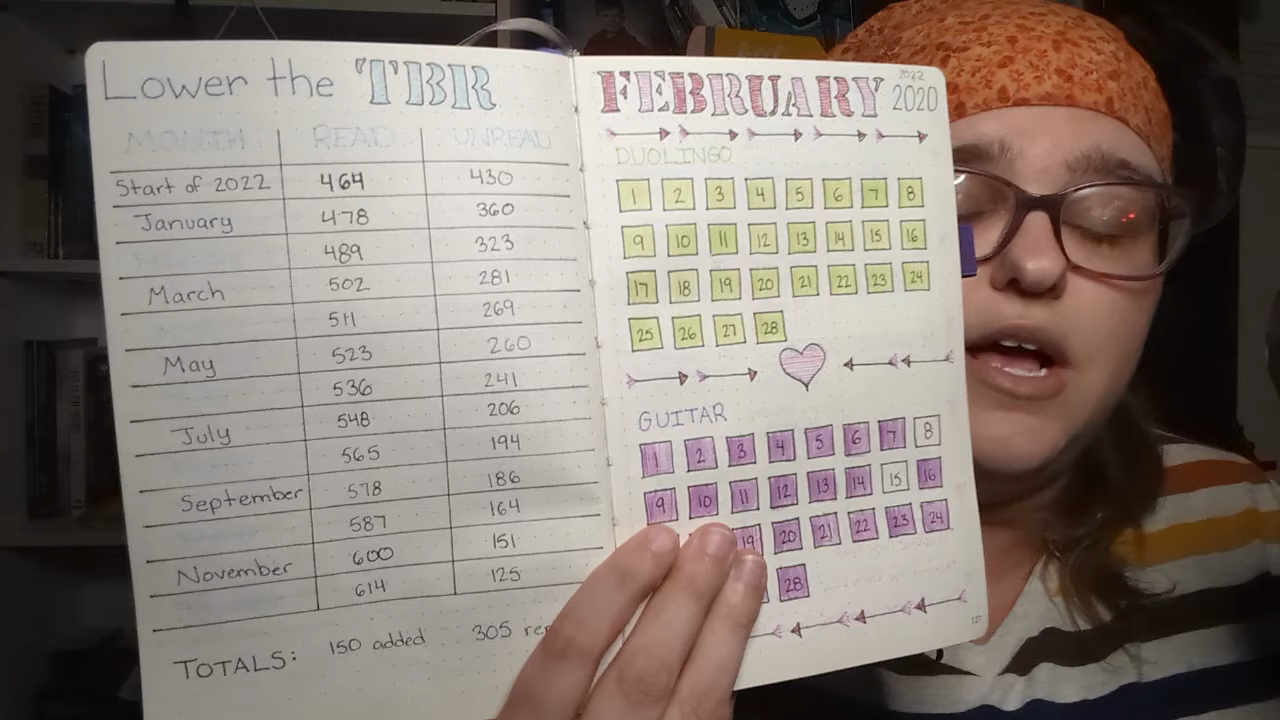 Lower the TBR
MONTH READ UNREAD
Start of 2022 464 430
January 478 360
489 323
March 502 281
511 269
May 523 260
536 241
July 548 206
565 194
September 578 186
587 164
November 600 151
614 125
TOTALS: 150 added 305
FEBRUARY 2022 2020
DUOLINGO
1 2 3 4 5 6 7 8
9 10 11 12 13 14 15 16
17 18 19 20 21 22 23 24
25 26 27 28
GUITAR
1 2 3 4 5 6 7 8
9 10 11 12 13 14 15 16
19 20 21 22 23 24
28